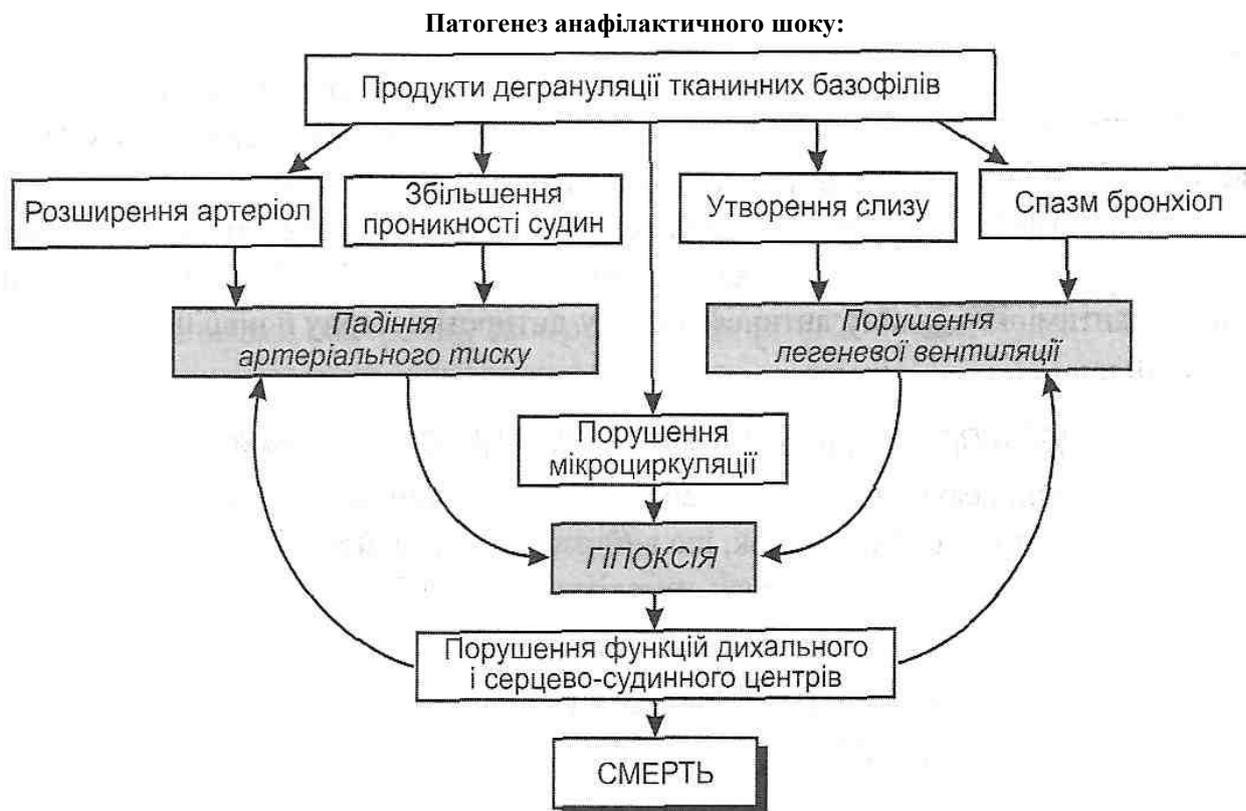 Патогенез анафілактичного шоку:
Продукти дегрануляції тканинних базофілів
Розширення артеріол
Збільшення
проникності судин
Утворення слизу
Спазм бронхіол
Падіння
артеріального тиску
Порушення
легеневої вентиляції
Порушення
мікроциркуляції
ГІПОКСІЯ
Порушення функцій дихального
і серцево-судинного центрів
СМЕРТЬ